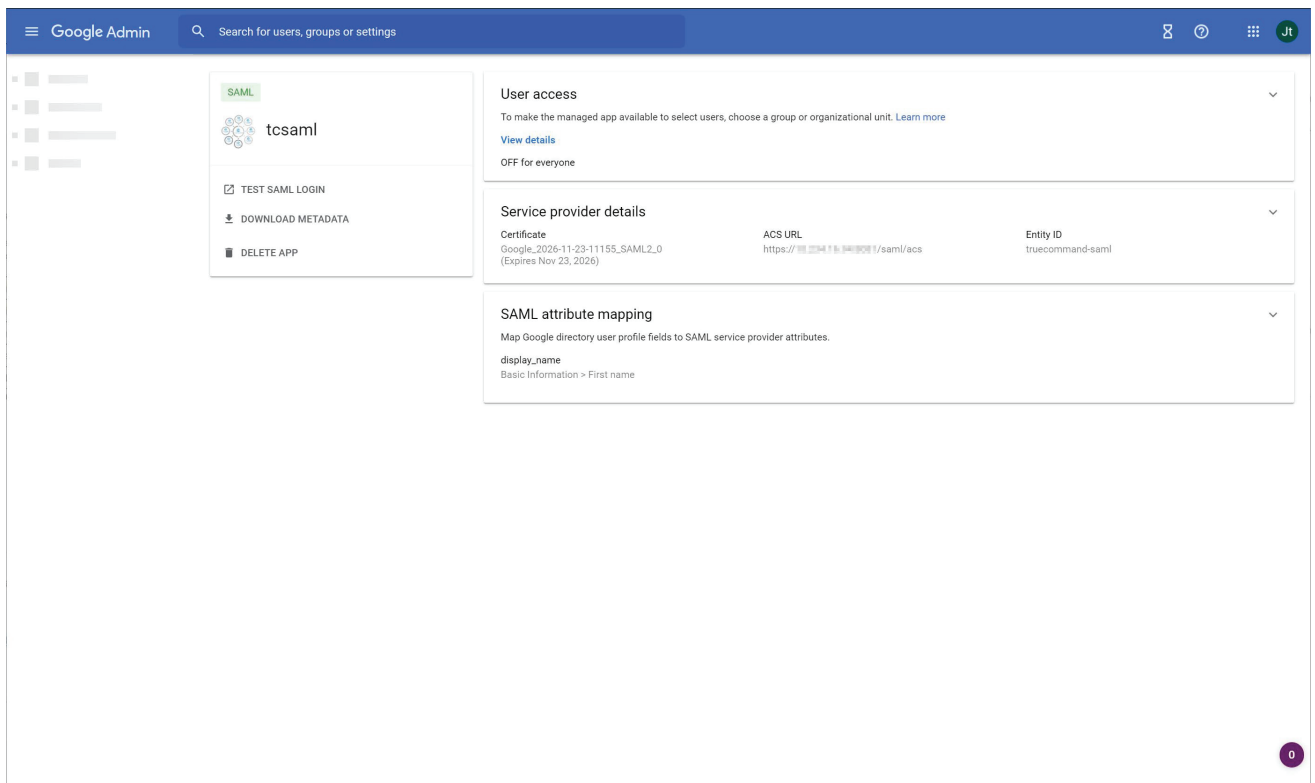 Google Admin
Search for users, groups or settings
Jt
SAML
tcsaml
TEST SAML LOGIN
DOWNLOAD METADATA
DELETE APP
User access
To make the managed app available to select users, choose a group or organizational unit. Learn more
View details
OFF for everyone
Service provider details
Certificate
Google_2026-11-23-11155_SAML2_0
(Expires Nov 23, 2026)
ACS URL
https:// /saml/acs
Entity ID
truecommand-saml
SAML attribute mapping
Map Google directory user profile fields to SAML service provider attributes.
display_name
Basic Information > First name
0